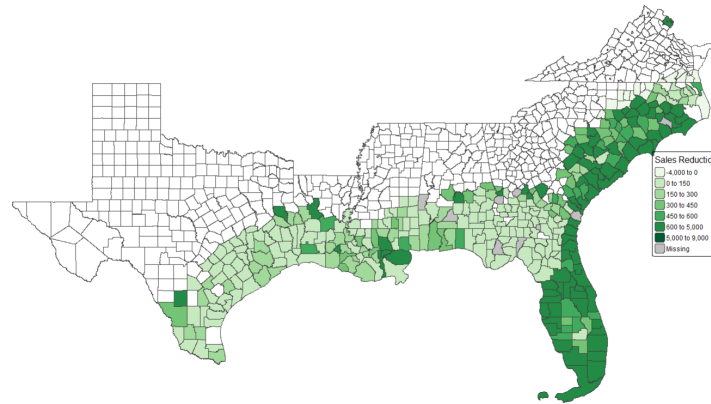 Sales Reductio
-4,000 to 0
0 to 150
150 to 300
300 to 450
450 to 600
600 to 5,000
5,000 to 9,000
Missing